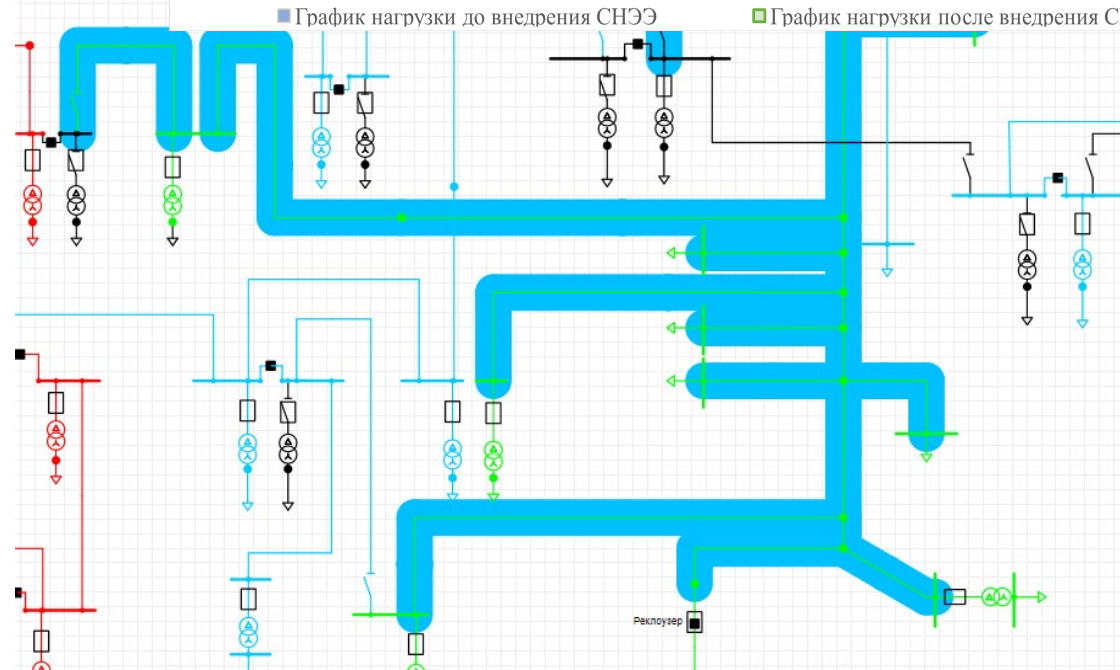 График нагрузки до внедрения СНЭЭ
График нагрузки после внедрения С
Реклоузер